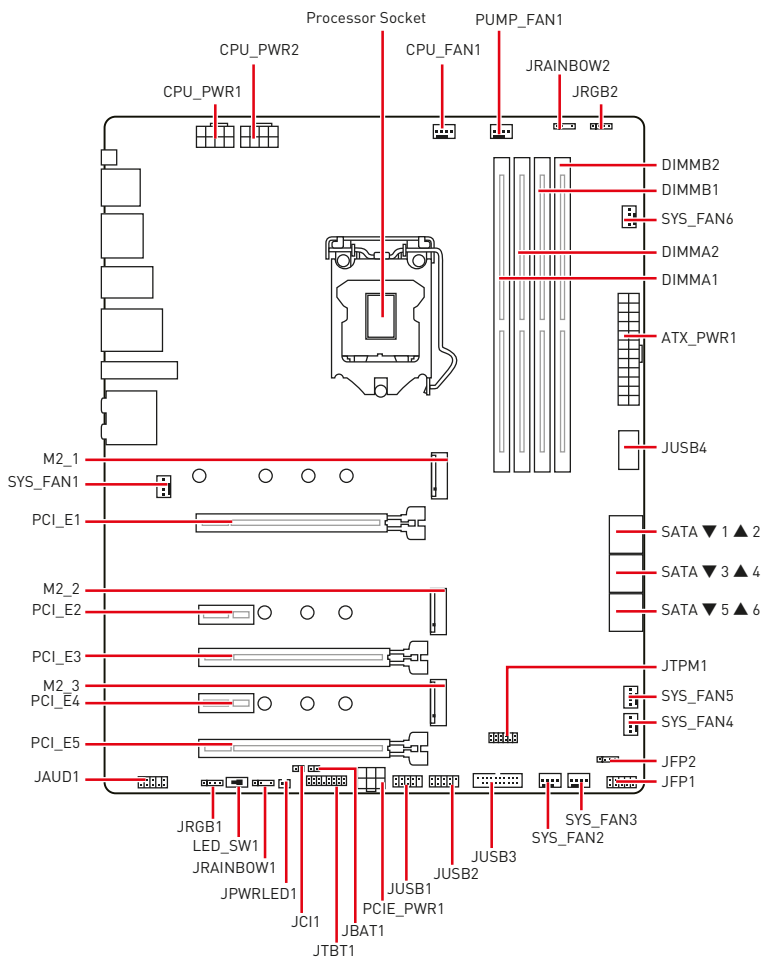 Processor Socket
PUMP_FAN1
CPU_PWR2
CPU_FAN1
JRAINBOW2
CPU_PWR1
JRGB2
DIMMB2
DIMMB1
SYS_FAN6
DIMMA2
DIMMA1
ATX_PWR1
JUSB4
M2_1
SYS_FAN1
PCI_E1
SATA ▼ 1 ▲ 2
SATA ▼ 3 ▲ 4
SATA ▼ 5 ▲ 6
M2_2
PCI_E2
PCI_E3
JTPM1
M2_3
PCI_E4
SYS_FAN5
SYS_FAN4
PCI_E5
JFP2
JAUD1
JFP1
JRGB1
SYS_FAN3
LED_SW1
SYS_FAN2
JRAINBOW1
JUSB3
JUSB2
JPWRLED1
JUSB1
PCIE_PWR1
JCI1
JBAT1
JTBT1